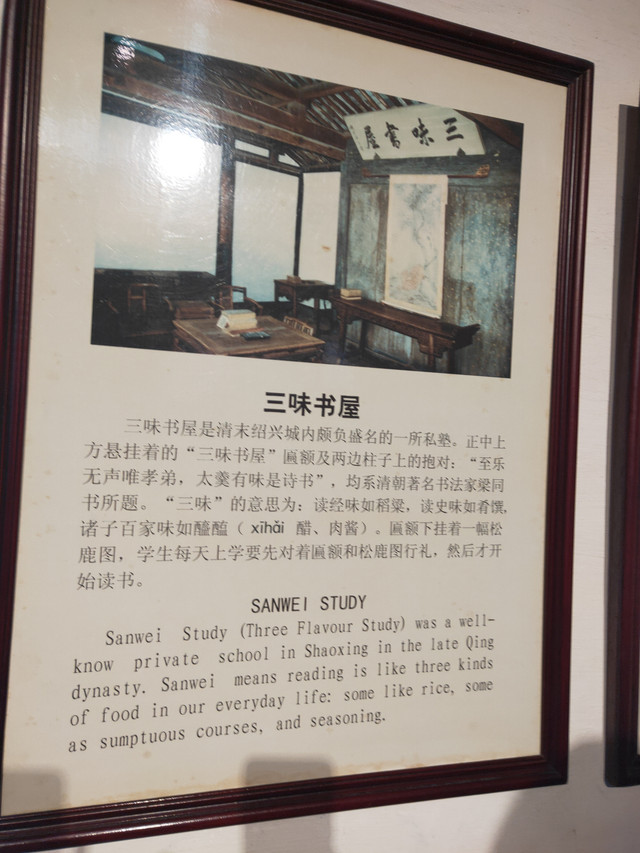 三味書屋
三味书屋
三味书屋是清末绍兴城内颇负盛名的一所私塾。正中上
方悬挂着的“三味书屋”匾额及两边柱子上的抱对：“至乐
无声唯孝弟，太羹有味是诗书”，均系清朝著名书法家梁同
书所题。“三味”的意思为：读经味如稻粱，读史味如肴馔，
诸子百家味如醯醢（xīhǎi 醋、肉酱）。匾额下挂着一幅松
鹿图，学生每天上学要先对着匾额和松鹿图行礼，然后才开
始读书。
SANWEI STUDY
Sanwei Study (Three Flavour Study) was a well-
know private school in Shaoxing in the late Qing
dynasty. Sanwei means reading is like three kinds
of food in our everyday life: some like rice, some
as sumptuous courses, and seasoning.